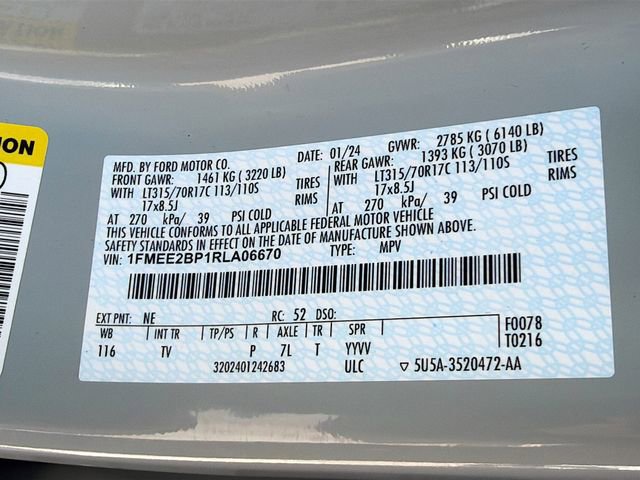 ION
MFD. BY FORD MOTOR CO.
DATE: 01/24 GVWR: 2785 KG ( 6140 LB)
FRONT GAWR: 1461 KG ( 3220 LB) REAR GAWR: 1393 KG ( 3070 LB)
WITH LT315/70R17C 113/110S TIRES WITH LT315/70R17C 113/110S TIRES
17x8.5J RIMS 17x8.5J RIMS
AT 270 kPa/ 39 PSI COLD AT 270 kPa/ 39 PSI COLD
THIS VEHICLE CONFORMS TO ALL APPLICABLE FEDERAL MOTOR VEHICLE
SAFETY STANDARDS IN EFFECT ON THE DATE OF MANUFACTURE SHOWN ABOVE.
VIN: 1FMEE2BP1RLA06670 TYPE: MPV
EXT PNT: NE RC: 52 DSO:
WB INT TR TP/PS R AXLE TR SPR F0078
116 TV P 7L T YYVV T0216
3202401242683 ULC ▽ 5U5A-3520472-AA